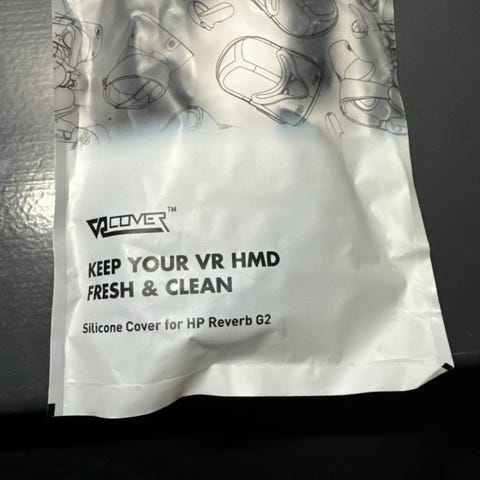 VRCOVER™
KEEP YOUR VR HMD
FRESH & CLEAN
Silicone Cover for HP Reverb G2